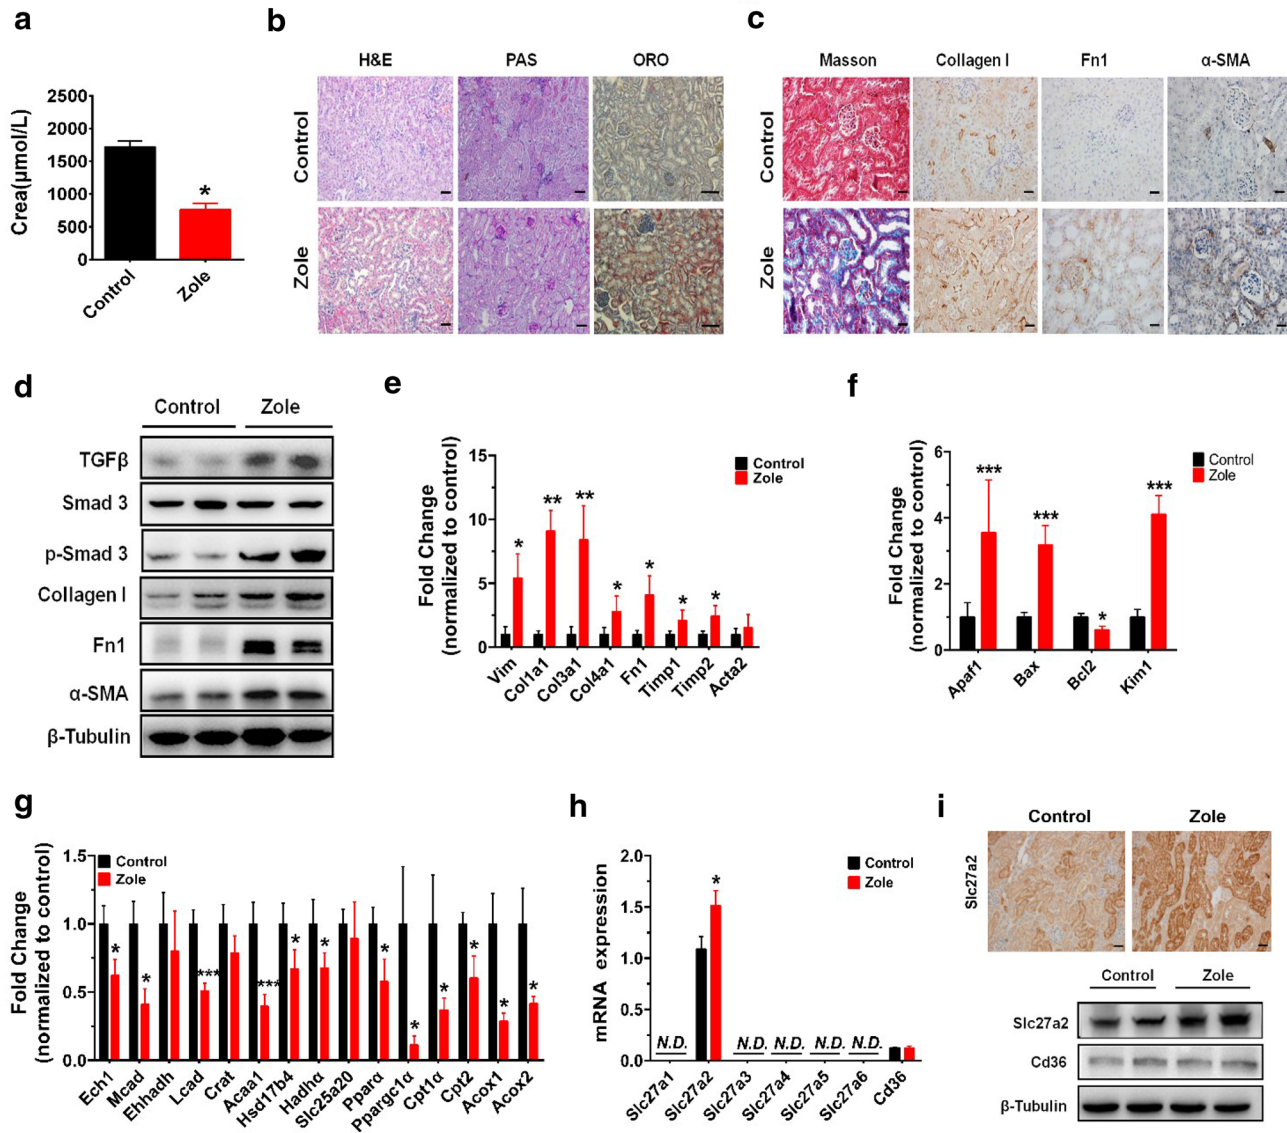 a
Crea(μmol/L)
2500
2000
1500
1000
500
0
*
Control
Zole
b
H&E PAS ORO
Control
Zole
c
Masson Collagen I Fn1 α-SMA
Control
Zole
d
Control Zole
TGFβ
Smad 3
p-Smad 3
Collagen I
Fn1
α-SMA
β-Tubulin
e
Fold Change
(normalized to control)
15
10
5
0
Control
Zole
* ** ** * * * *
Vim Col1a1 Col3a1 Col4a1 Fn1 Timp1 Timp2 Acta2
f
Fold Change
(normalized to control)
6
4
2
0
Control
Zole
*** *** * ***
Apaf1 Bax Bcl2 Kim1
g
Fold Change
(normalized to control)
1.5
1.0
0.5
0.0
Control
Zole
* * *** *** * * * * * * * *
Ech1 Mcad Ehhadh Lcad Crat Acaa1 Hsd17b4 Hadhα Slc25a20 Pparα Ppargc1α Cpt1α Cpt2 Acox1 Acox2
h
mRNA expression
2.0
1.5
1.0
0.5
0.0
Control
Zole
*
N.D. N.D. N.D. N.D. N.D.
Slc27a1 Slc27a2 Slc27a3 Slc27a4 Slc27a5 Slc27a6 Cd36
i
Control Zole
Slc27a2
Control Zole
Slc27a2
Cd36
β-Tubulin